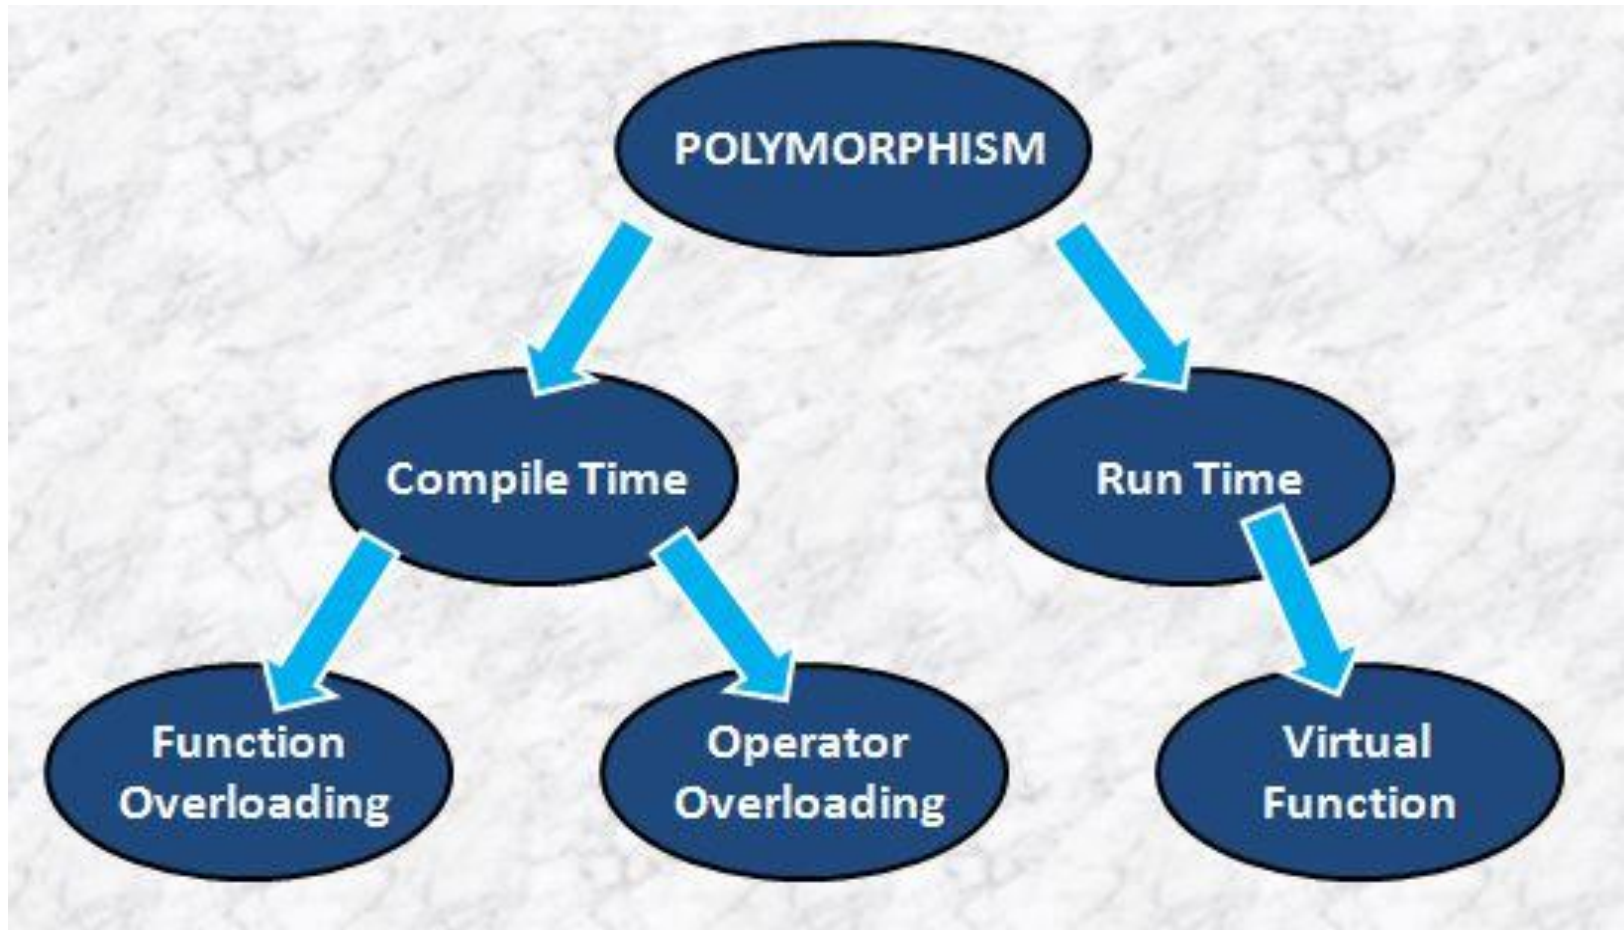 POLYMORPHISM
Compile Time
Run Time
Function
Overloading
Operator
Overloading
Virtual
Function